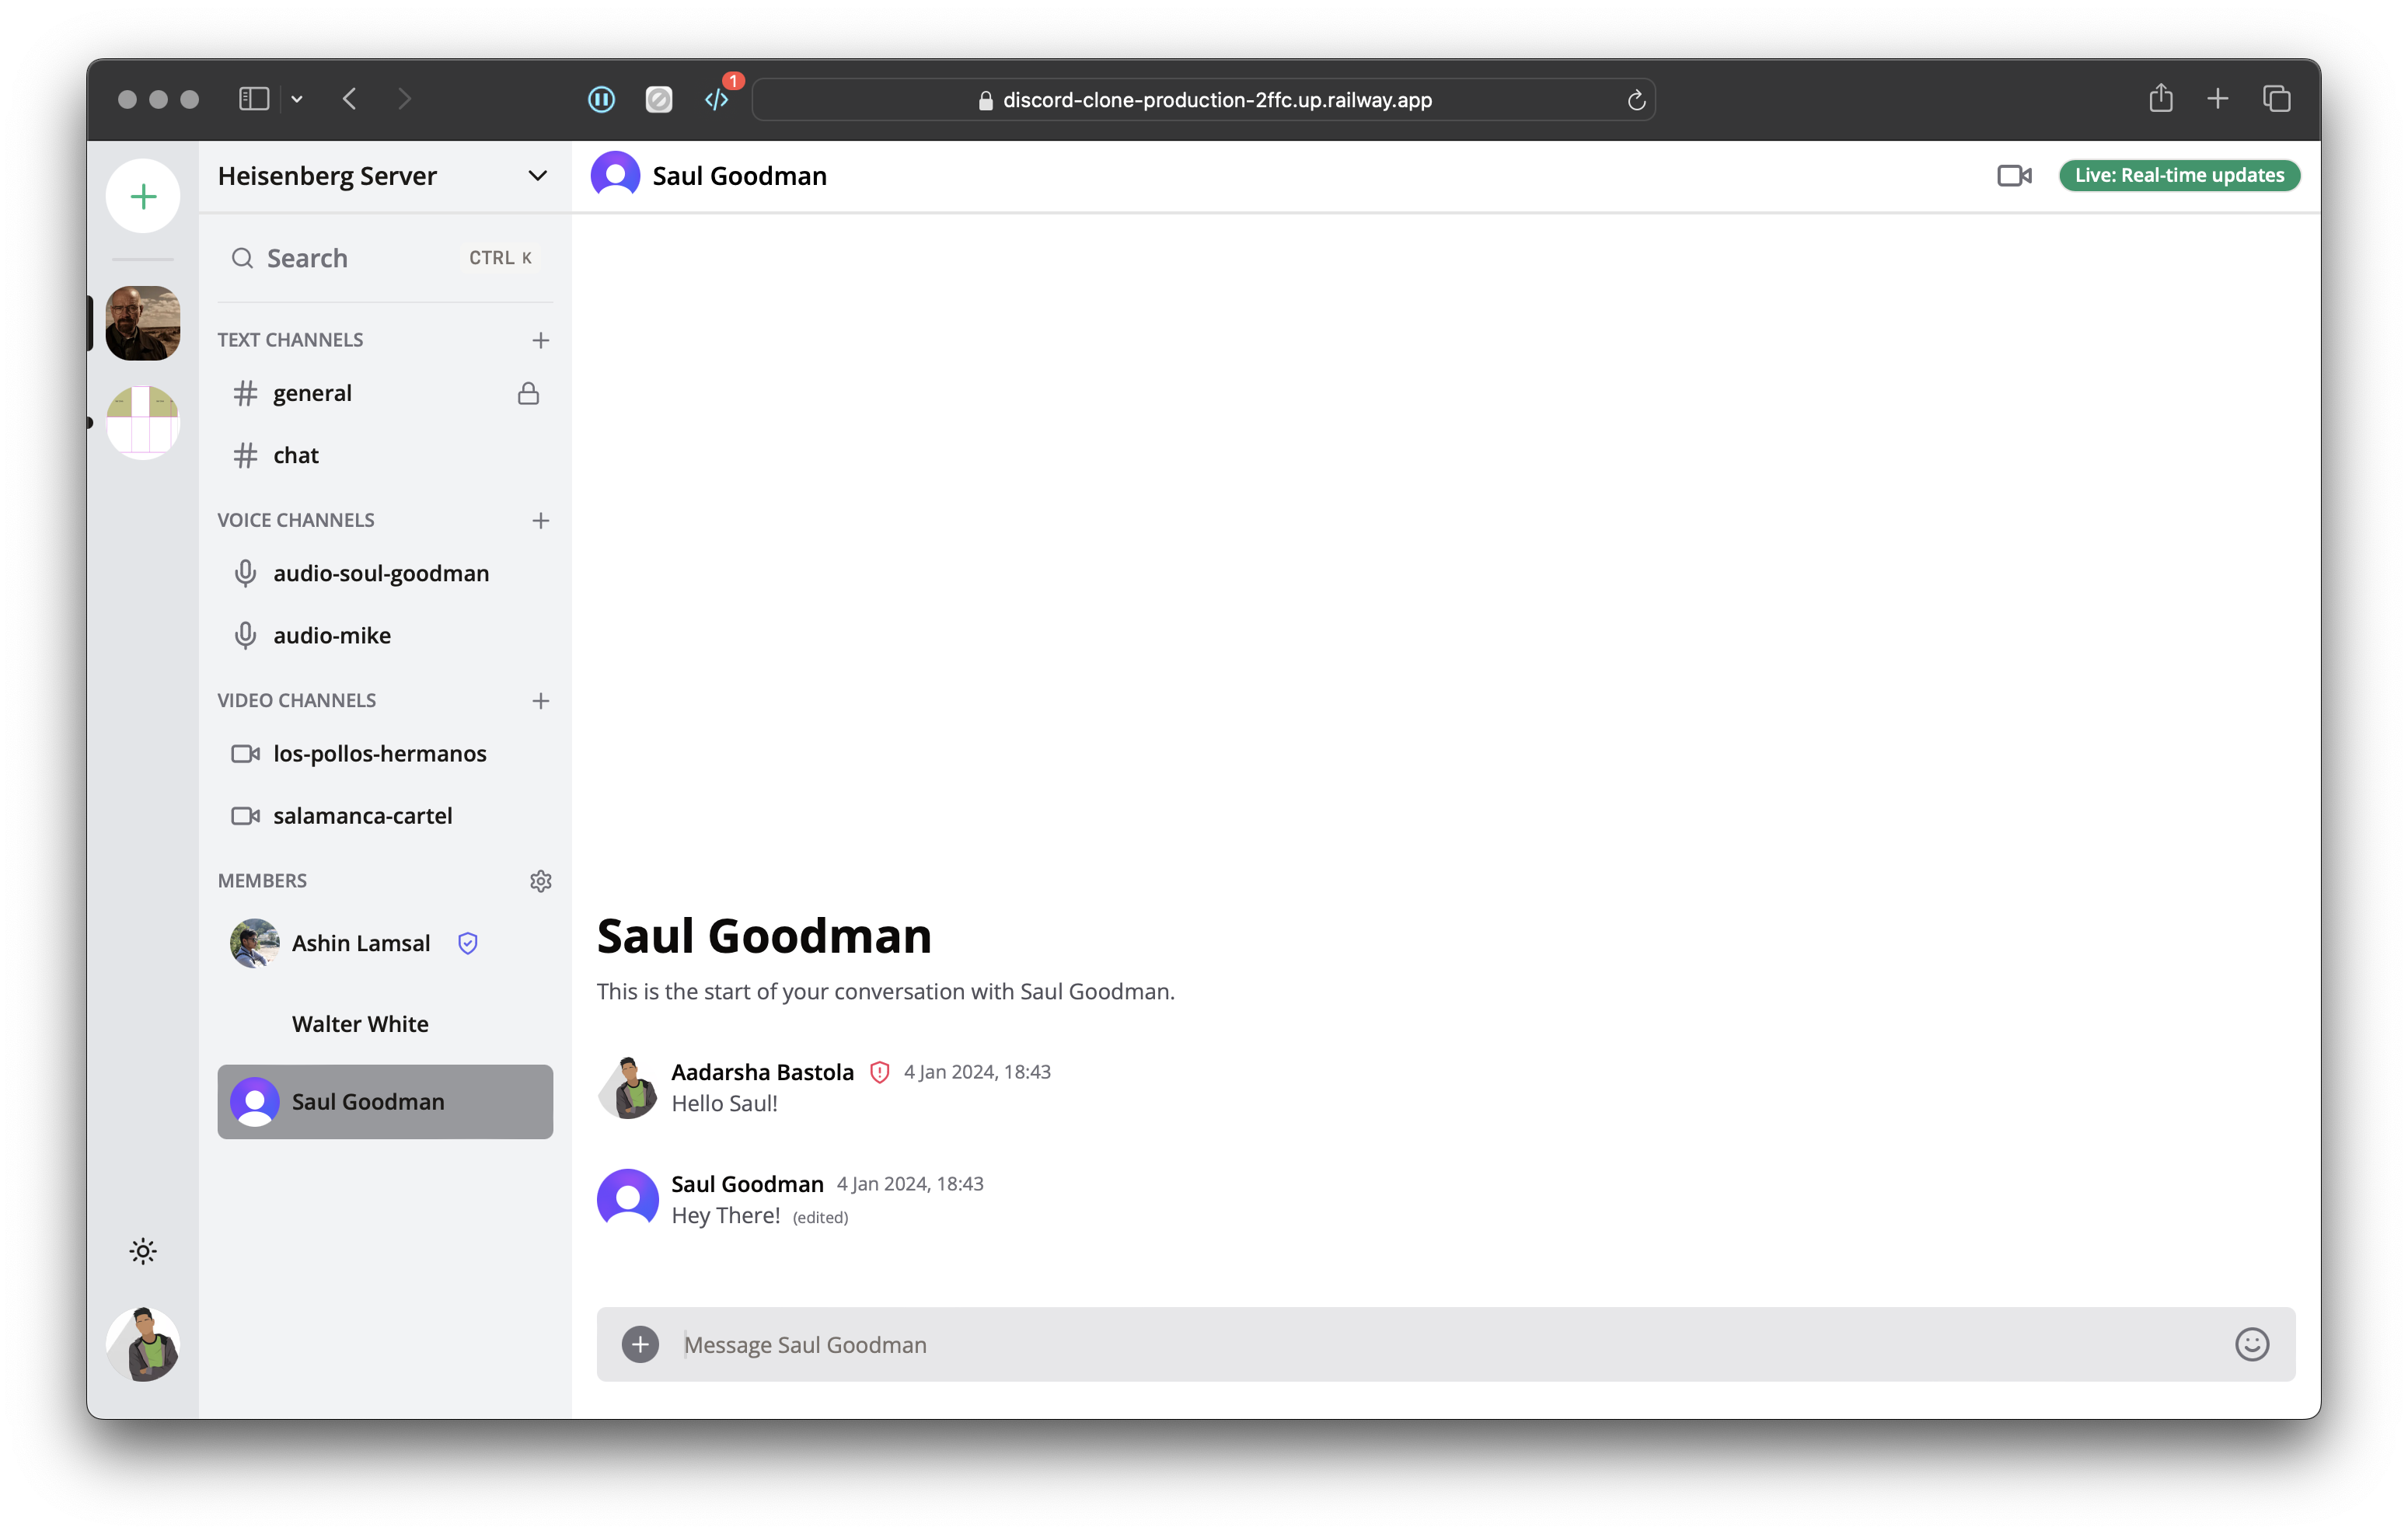 1
discord-clone-production-2ffc.up.railway.app
Heisenberg Server
Search
CTRL K
TEXT CHANNELS
general
chat
VOICE CHANNELS
audio-soul-goodman
audio-mike
VIDEO CHANNELS
los-pollos-hermanos
salamanca-cartel
MEMBERS
Ashin Lamsal
Walter White
Saul Goodman
Saul Goodman
Live: Real-time updates
Saul Goodman
This is the start of your conversation with Saul Goodman.
Aadarsha Bastola 4 Jan 2024, 18:43
Hello Saul!
Saul Goodman 4 Jan 2024, 18:43
Hey There! (edited)
Message Saul Goodman